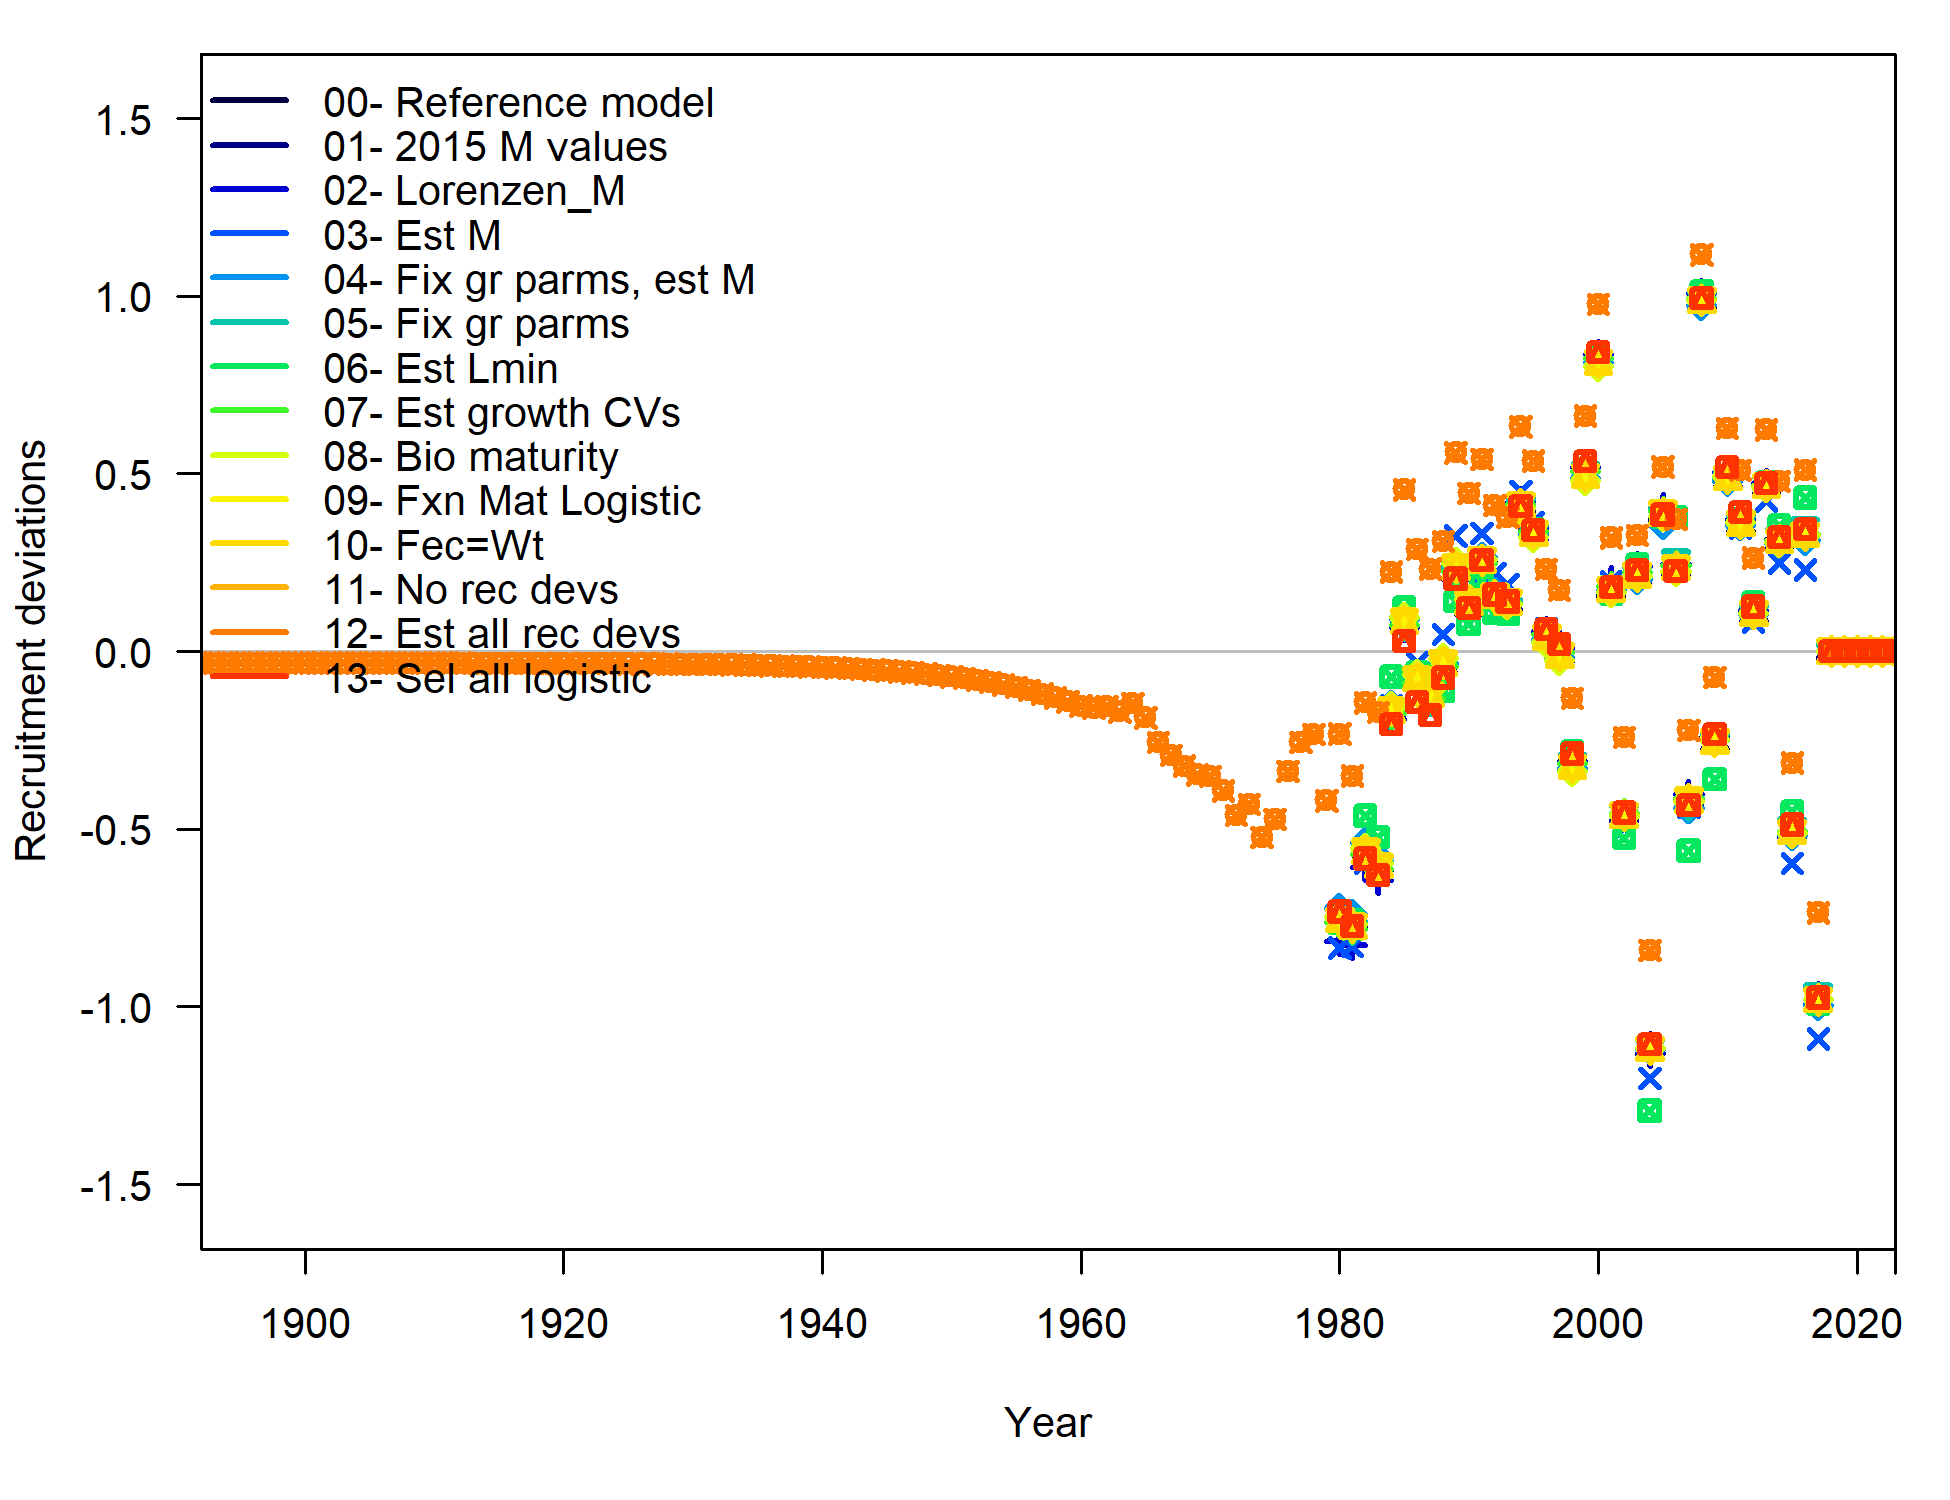 00- Reference model
01- 2015 M values
02- Lorenzen_M
03- Est M
04- Fix gr parms, est M
05- Fix gr parms
06- Est Lmin
07- Est growth CVs
08- Bio maturity
09- Fxn Mat Logistic
10- Fec=Wt
11- No rec devs
12- Est all rec devs
13- Sel all logistic
Recruitment deviations
1.5
1.0
0.5
0.0
-0.5
-1.0
-1.5
1900 1920 1940 1960 1980 2000 2020
Year